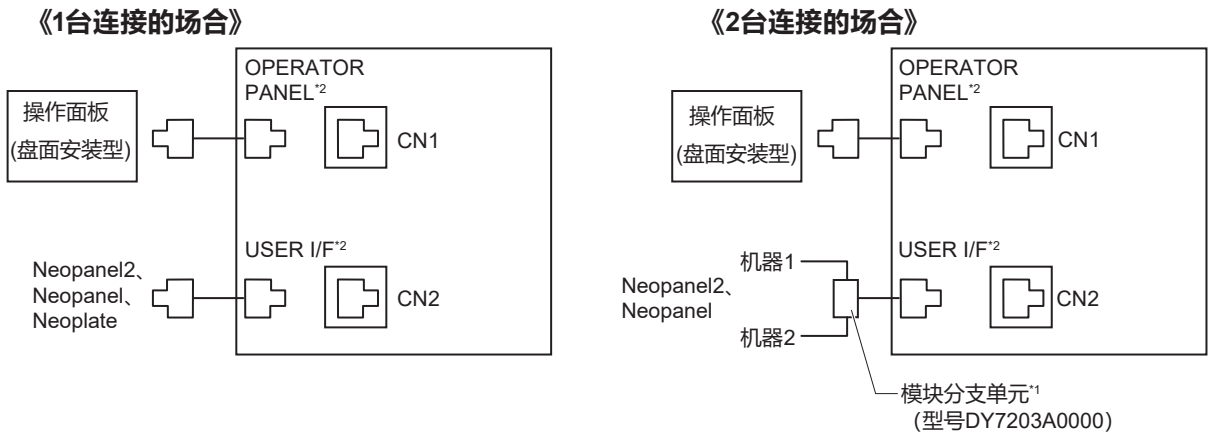 《1台连接的场合》
OPERATOR
PANEL*2
操作面板
(盘面安装型)
CN1
USER I/F*2
Neopanel2、
Neopanel、
Neoplate
CN2
《2台连接的场合》
OPERATOR
PANEL*2
操作面板
(盘面安装型)
CN1
USER I/F*2
机器1
Neopanel2、
Neopanel
CN2
机器2
模块分支单元*1
(型号DY7203A0000)